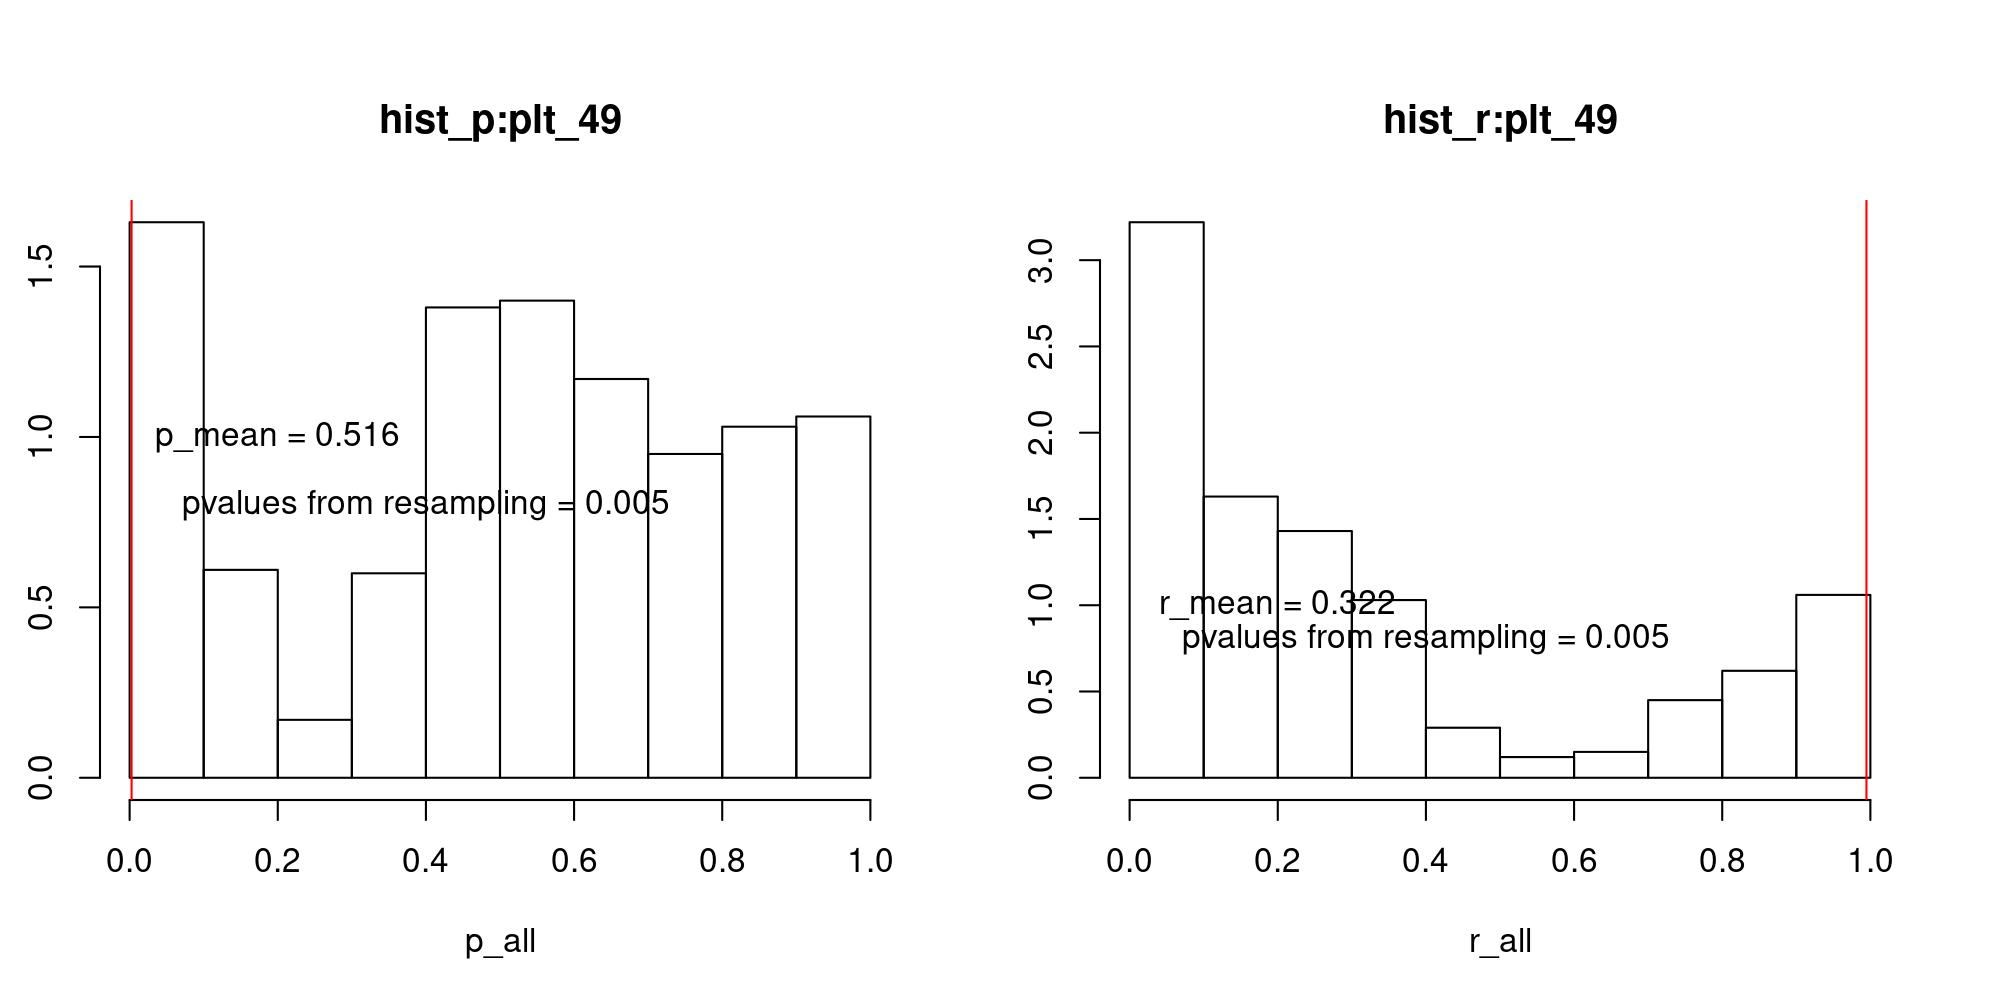 hist_p:plt_49
1.5
1.0
0.5
0.0
p_mean = 0.516
pvalues from resampling = 0.005
0.0 0.2 0.4 0.6 0.8 1.0
p_all
hist_r:plt_49
3.0
2.5
2.0
1.5
1.0
0.5
0.0
r_mean = 0.322
pvalues from resampling = 0.005
0.0 0.2 0.4 0.6 0.8 1.0
r_all